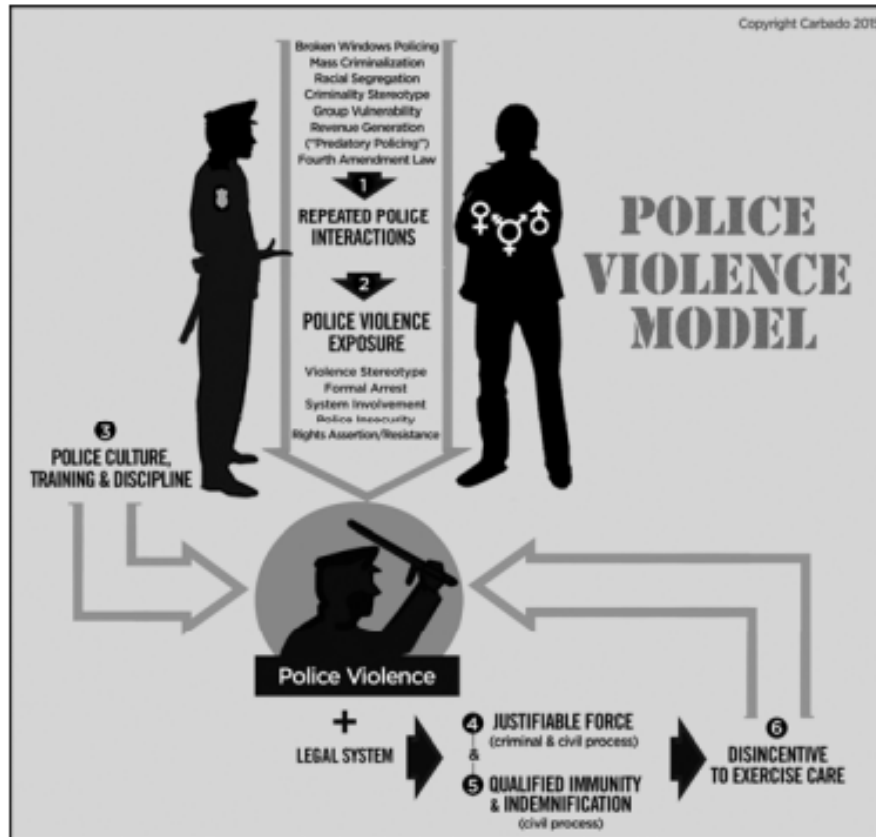 Copyright Carbado 2015
Broken Windows Policing
Mass Criminalization
Racial Segregation
Criminality Stereotype
Group Vulnerability
Revenue Generation
("Predatory Policing")
Fourth Amendment Law
1
REPEATED POLICE
INTERACTIONS
2
POLICE VIOLENCE
EXPOSURE
Violence Stereotype
Formal Arrest
System Involvement
Police Insecurity
Rights Assertion/Resistance
POLICE
VIOLENCE
MODEL
3
POLICE CULTURE,
TRAINING & DISCIPLINE
Police Violence
+
LEGAL SYSTEM
4 JUSTIFIABLE FORCE
(criminal & civil process)
&
5 QUALIFIED IMMUNITY
& INDEMNIFICATION
(civil process)
6
DISINCENTIVE
TO EXERCISE CARE